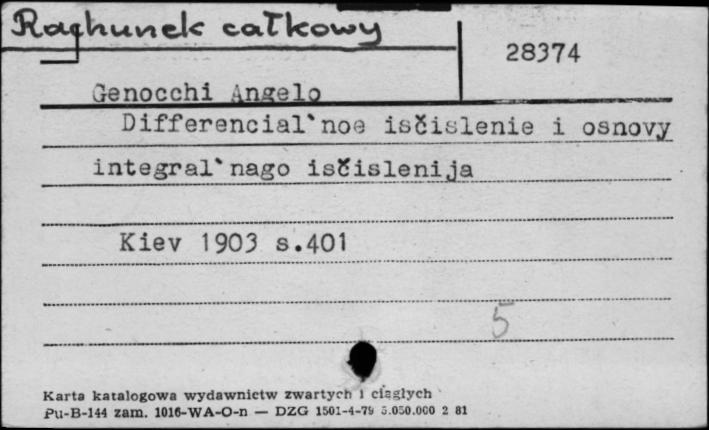 Rachunek całkowy
28374
Genocchi Angelo
Differencial`noe isčislenie i osnovy
integral`nago isčislenija
Kiev 1903 s.401
5
Karta katalogowa wydawnictw zwartych i ciągłych
Pu-B-144 zam. 1016-WA-O-n — DZG 1501-4-79 5.050.000 2 81